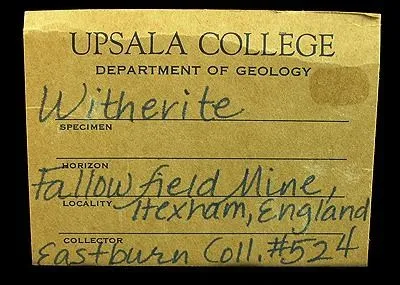 UPSALA COLLEGE
DEPARTMENT OF GEOLOGY
Witherite
SPECIMEN
HORIZON
Fallowfield Mine,
LOCALITY
Hexham, England
COLLECTOR
Eastburn Coll. #524